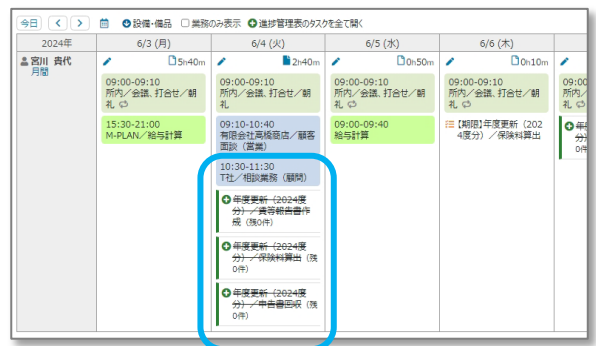 今日 < > 設備・備品 業務のみ表示 進捗管理表のタスクを全て開く
2024年 6/3 (月) 6/4 (火) 6/5 (水) 6/6 (木)
宮川 貴代
月間
5h40m
09:00-09:10
所内／会議、打合せ／朝
礼
15:30-21:00
M-PLAN／給与計算
2h40m
09:00-09:10
所内／会議、打合せ／朝
礼
09:10-10:40
有限会社高橋商店／顧客
面談（営業）
10:30-11:30
T社／相談業務（顧問）
年度更新（2024度
分）／賃等報告書作
成（残0件）
年度更新（2024度
分）／保険料算出（残
0件）
年度更新（2024度
分）／申告書回収（残
0件）
0h50m
09:00-09:10
所内／会議、打合せ／朝
礼
09:00-09:40
給与計算
0h10m
09:00-09:10
所内／会議、打合せ／朝
礼
【期限】年度更新（202
4度分）／保険料算出
09:00
所内
礼
年
分）
0件